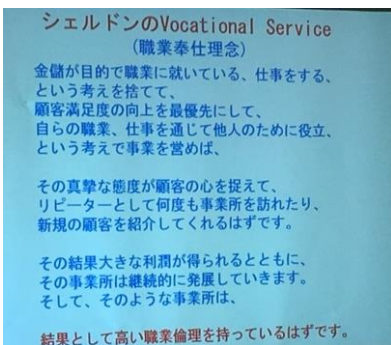 シェルドンのVocational Service
(職業奉仕理念)
金儲が目的で職業に就いている、仕事をする、
という考えを捨てて、
顧客満足度の向上を最優先にして、
自らの職業、仕事を通じて他人のために役立、
という考えで事業を営めば、
その真摯な態度が顧客の心を捉えて、
リピーターとして何度も事業所を訪れたり、
新規の顧客を紹介してくれるはずです。
その結果大きな利潤が得られるとともに、
その事業所は継続的に発展していきます。
そして、そのような事業所は、
結果として高い職業倫理を持っているはずです。